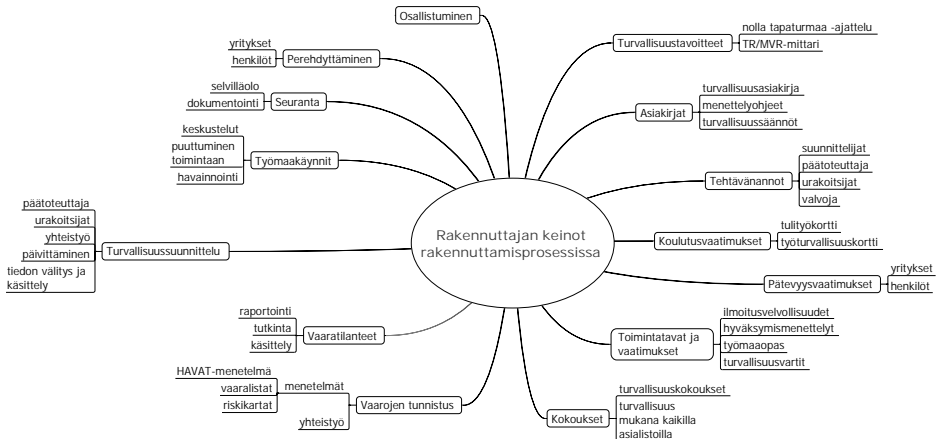 Osallistuminen
Turvallisuustavoitteet
nolla tapaturmaa -ajattelu
TR/MVR-mittari
yritykset
henkilöt
Perehdyttäminen
selvilläolo
dokumentointi
Seuranta
Asiakirjat
turvallisuusasiakirja
menettelyohjeet
turvallisuussäännöt
keskustelut
puuttuminen
toimintaan
havainnointi
Työmaakäynnit
Tehtävänannot
suunnittelijat
päätoteuttaja
urakoitsijat
valvoja
Rakennuttajan keinot
rakennuttamisprosessissa
päätoteuttaja
urakoitsijat
yhteistyö
päivittäminen
tiedon välitys ja
käsittely
Turvallisuussuunnittelu
Koulutusvaatimukset
tulityökortti
työturvallisuuskortti
Pätevyysvaatimukset
yritykset
henkilöt
raportointi
tutkinta
käsittely
Vaaratilanteet
Toimintatavat ja
vaatimukset
ilmoitusvelvollisuudet
hyväksymismenettelyt
työmaaopas
turvallisuusvartit
HAVAT-menetelmä
vaaralistat
riskikartat
menetelmät
yhteistyö
Vaarojen tunnistus
Kokoukset
turvallisuuskokoukset
turvallisuus
mukana kaikilla
asialistoilla